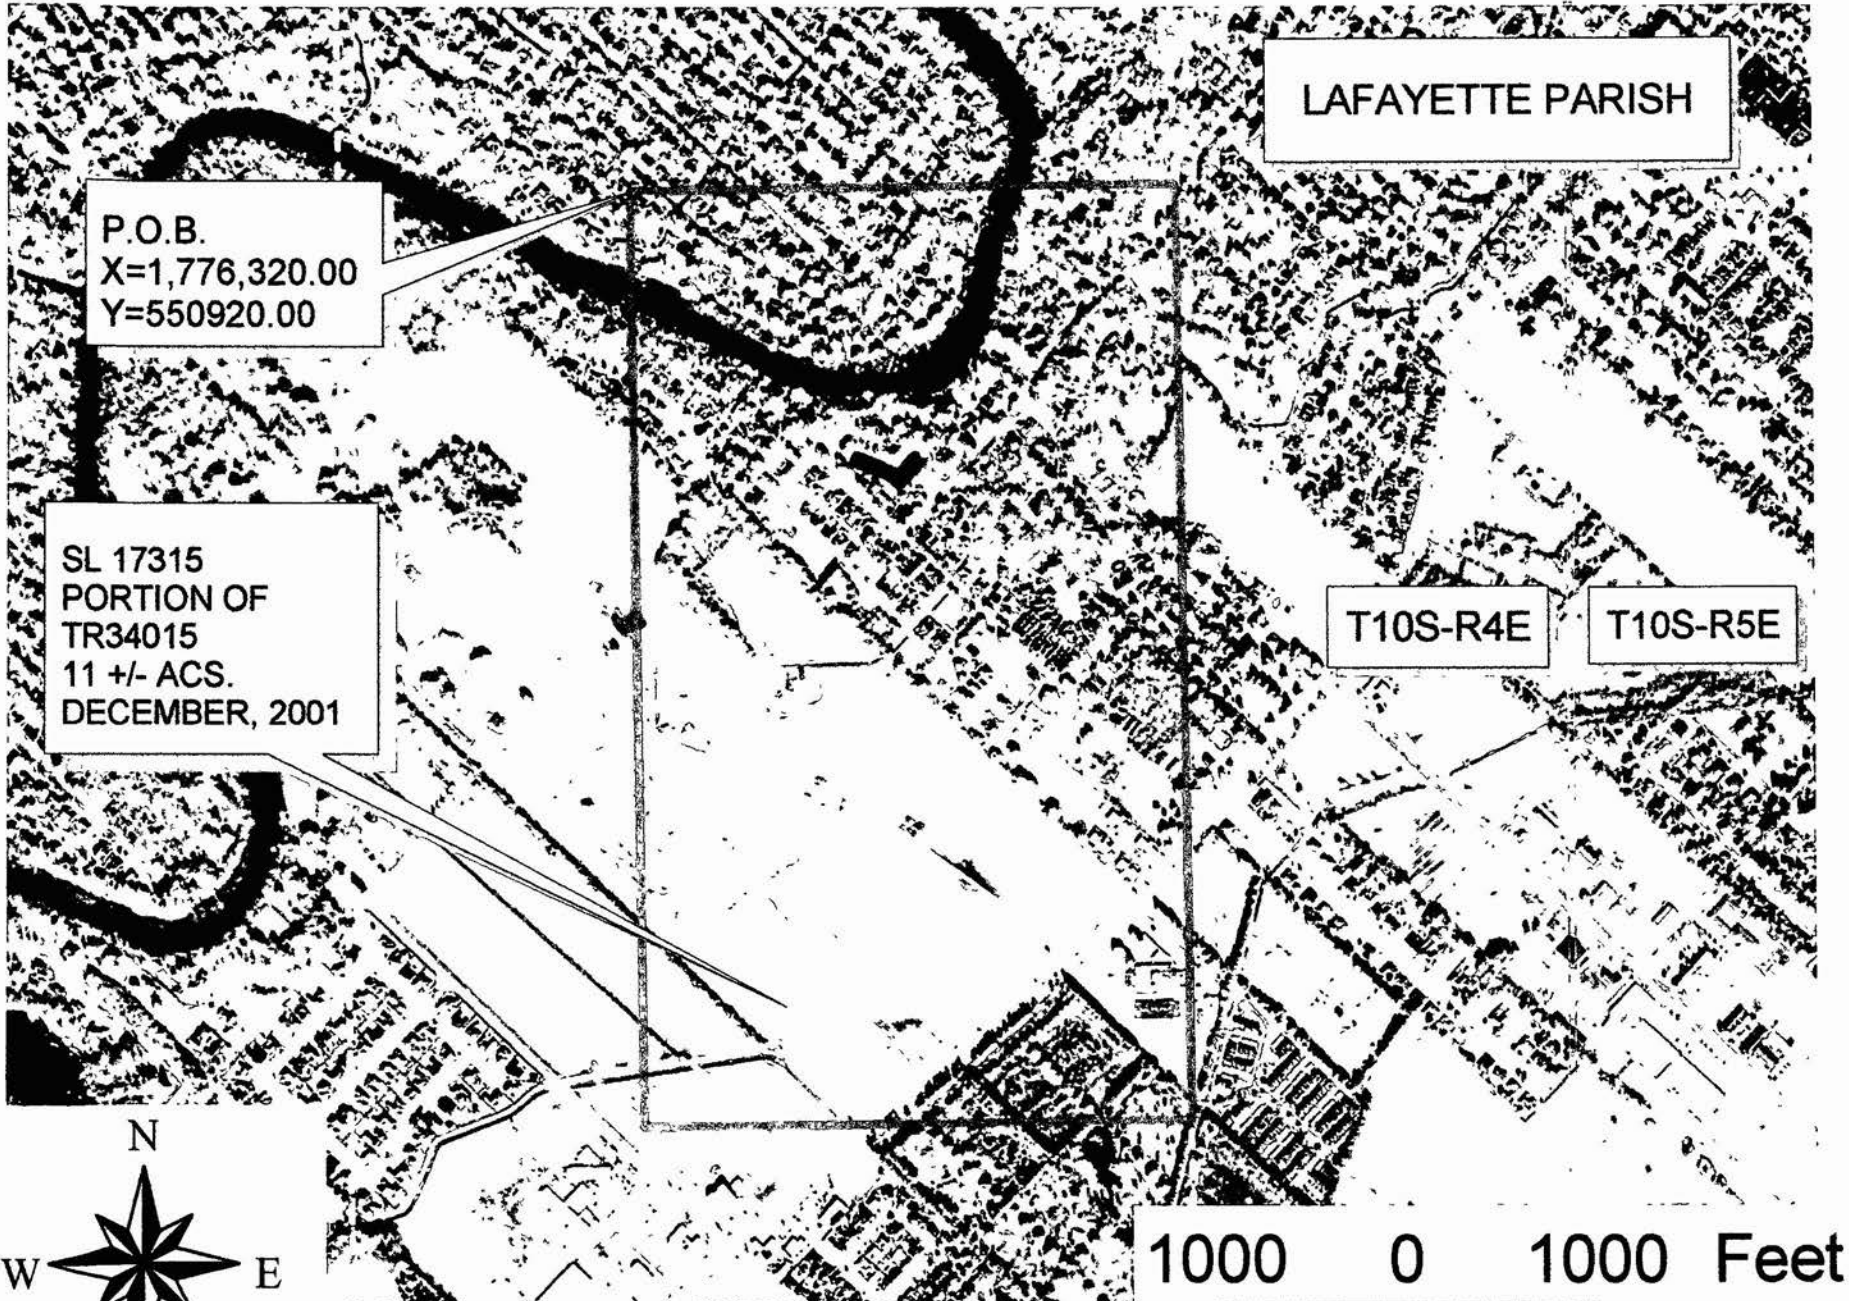 LAFAYETTE PARISH
P.O.B.
X=1,776,320.00
Y=550920.00
SL 17315
PORTION OF
TR34015
11 +/- ACS.
DECEMBER, 2001
T10S-R4E
T10S-R5E
N
W
E
1000 0 1000 Feet